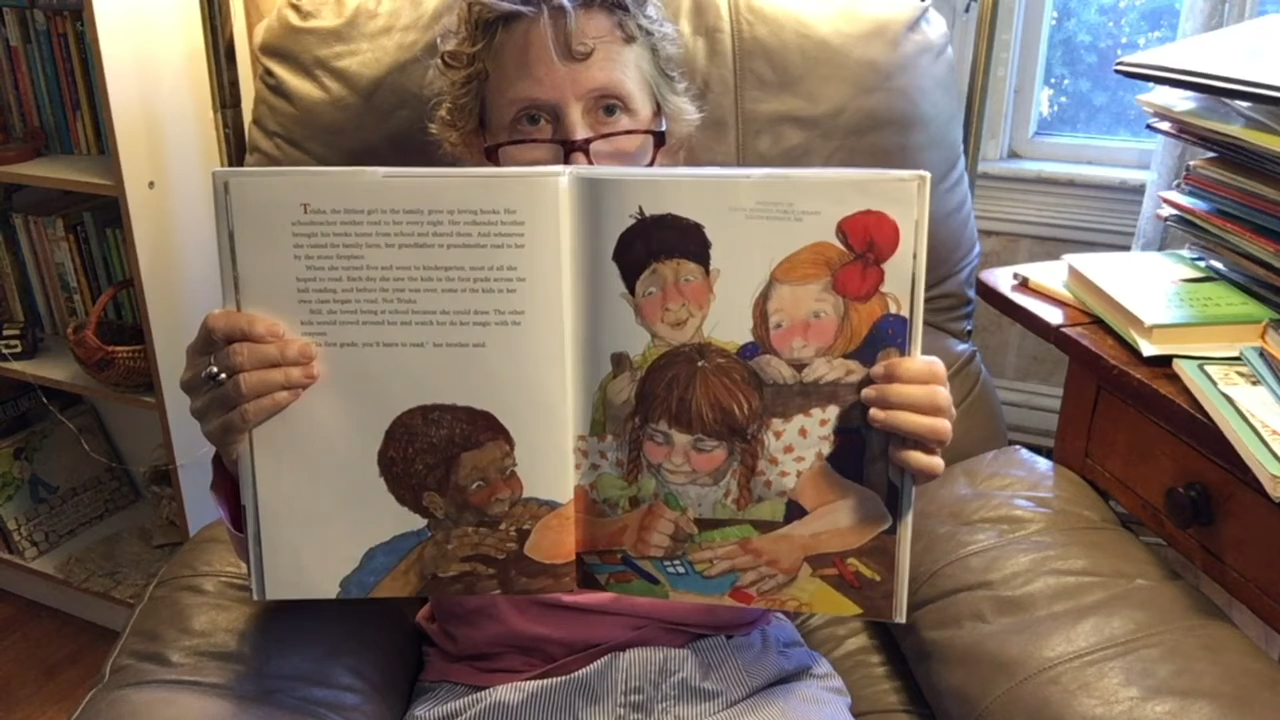 Trisha, the littlest girl in the family, grew up loving books. Her
schoolteacher mother read to her every night. Her redheaded brother
brought his books home from school and shared them. And whenever
she visited the family farm, her grandfather or grandmother read to her
by the stone fireplace.
When she turned five and went to kindergarten, most of all she
hoped to read. Each day she saw the kids in the first grade across the
hall reading, and before the year was over, some of the kids in her
own class began to read. Not Trisha.
Still, she loved being at school because she could draw. The other
kids would crowd around her and watch her do her magic with the
crayons.
"In first grade, you'll learn to read," her brother said.
PROPERTY OF
PUBLIC LIBRARY